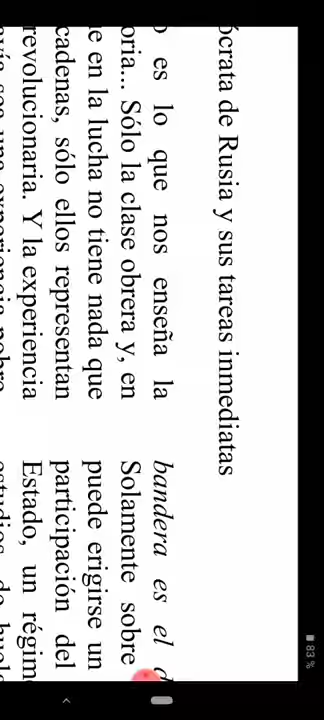 ócrata de Rusia y sus tareas inmediatas
es lo que nos enseña la
oria... Sólo la clase obrera y, en
e en la lucha no tiene nada que
cadenas, sólo ellos representan
revolucionaria. Y la experiencia
bandera es el
Solamente sobre
puede erigirse un
participación del
Estado, un régim
83 %